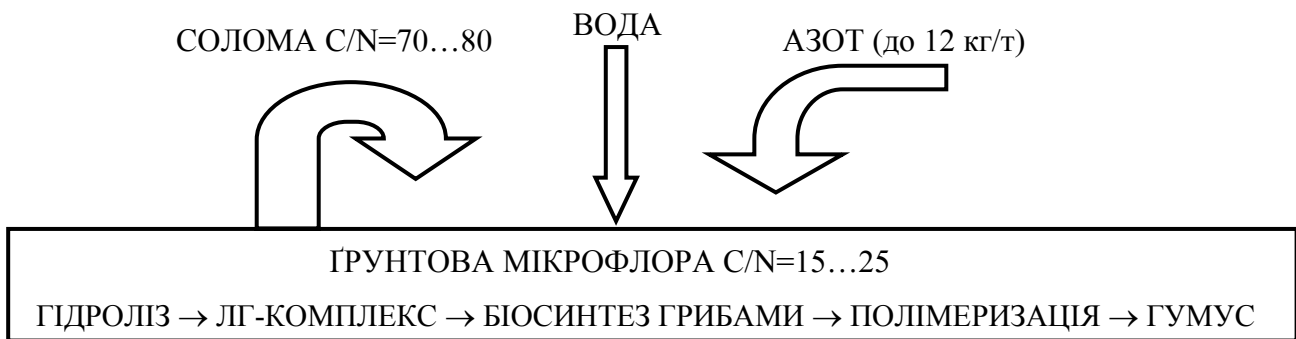 СОЛОМА C/N=70…80
ВОДА
АЗОТ (до 12 кг/т)
ҐРУНТОВА МІКРОФЛОРА C/N=15…25
ГІДРОЛІЗ → ЛГ-КОМПЛЕКС → БІОСИНТЕЗ ГРИБАМИ → ПОЛІМЕРИЗАЦІЯ → ГУМУС